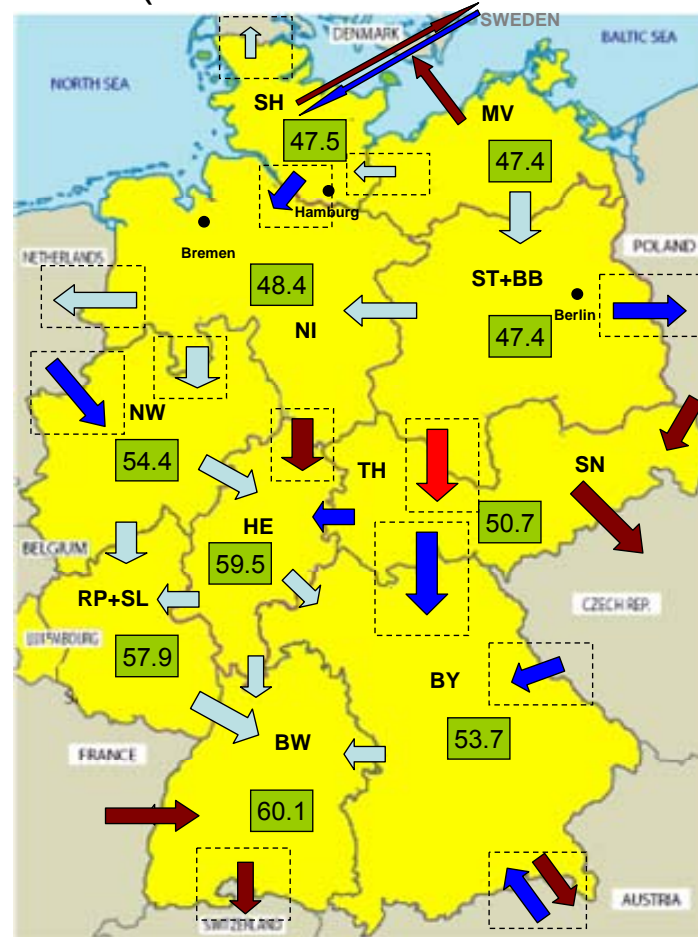 (
SWEDEN
DENMARK
BALTIC SEA
NORTH SEA
SH
MV
47.5
47.4
Hamburg
Bremen
NETHERLANDS
POLAND
ST+BB
48.4
Berlin
NI
47.4
NW
54.4
TH
SN
50.7
HE
BELGIUM
59.5
RP+SL
CZECH REP.
LUXEMBOURG
57.9
BY
S
BW
53.7
FRANCE
60.1
AUSTRIA
SWITZERLAND